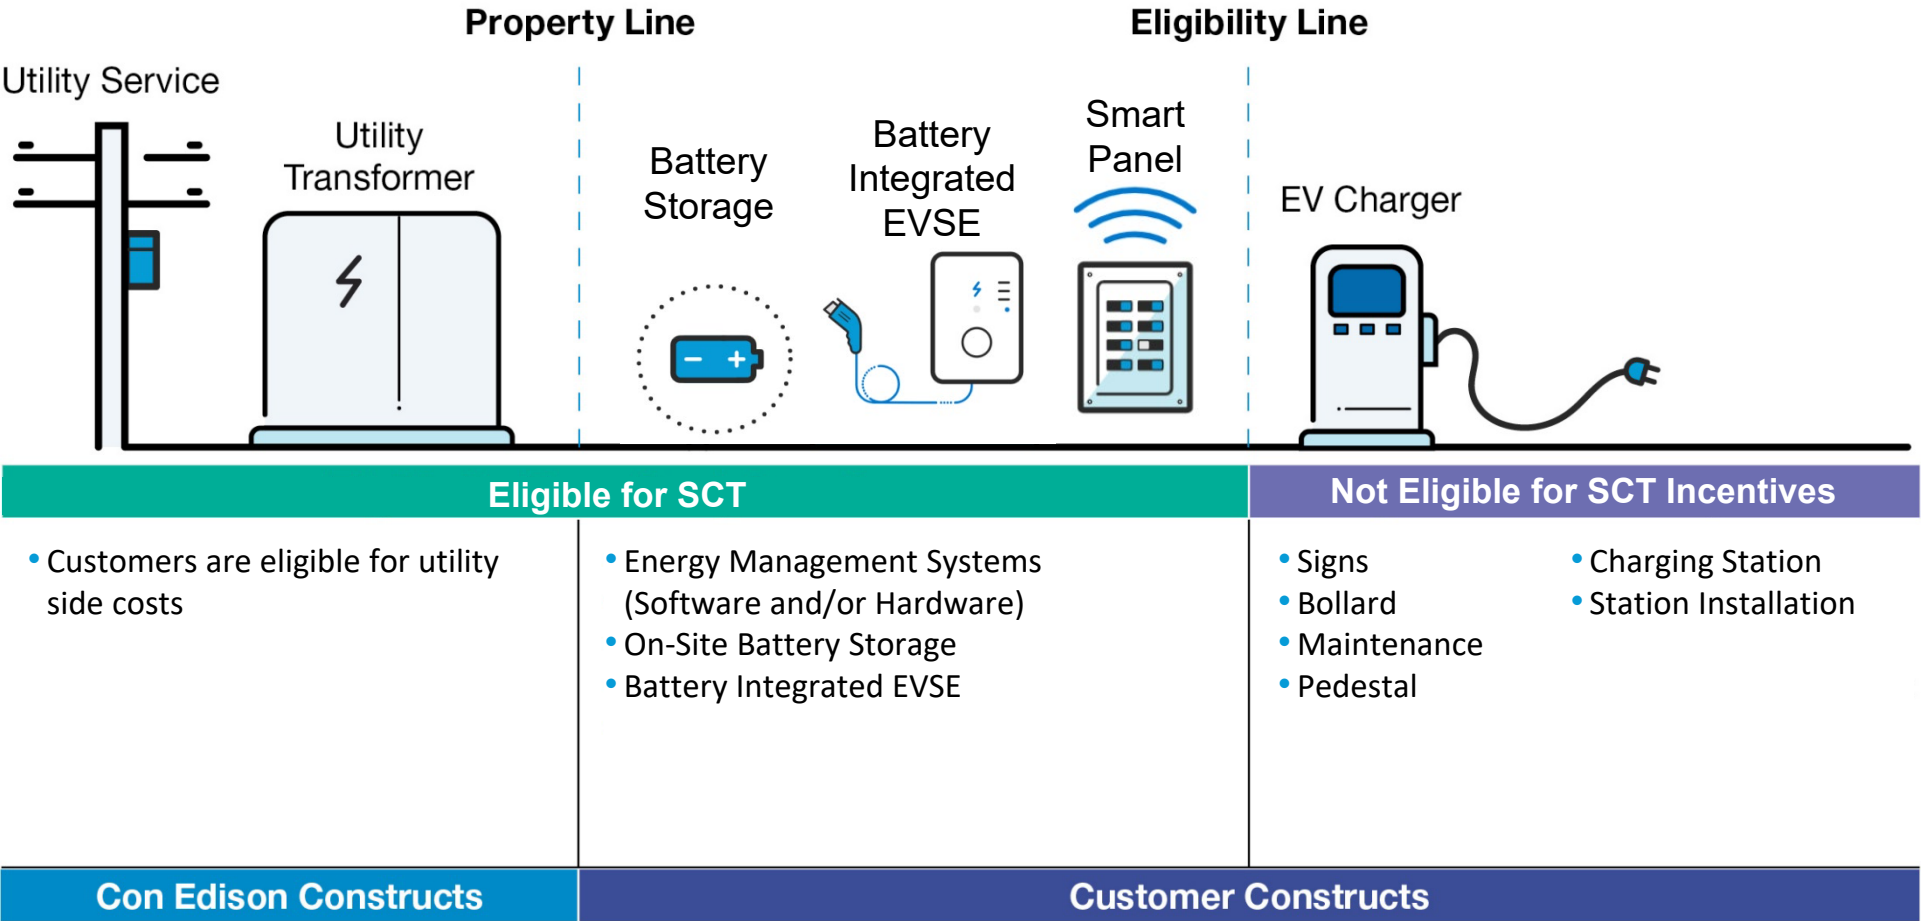 Property Line
Eligibility Line
Utility Service
Utility
Transformer
Battery
Storage
Battery
Integrated
EVSE
Smart
Panel
EV Charger
Eligible for SCT
Not Eligible for SCT Incentives
• Customers are eligible for utility
side costs
• Energy Management Systems
(Software and/or Hardware)
• On-Site Battery Storage
• Battery Integrated EVSE
• Signs
• Bollard
• Maintenance
• Pedestal
• Charging Station
• Station Installation
Con Edison Constructs
Customer Constructs